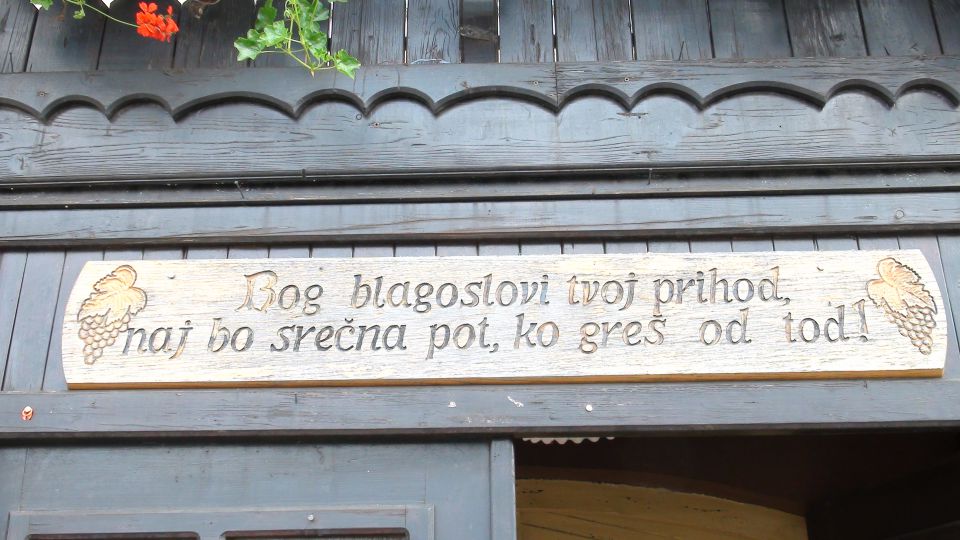 Bog blagoslovi tvoj prihod,
naj bo srečna pot, ko greš od tod!